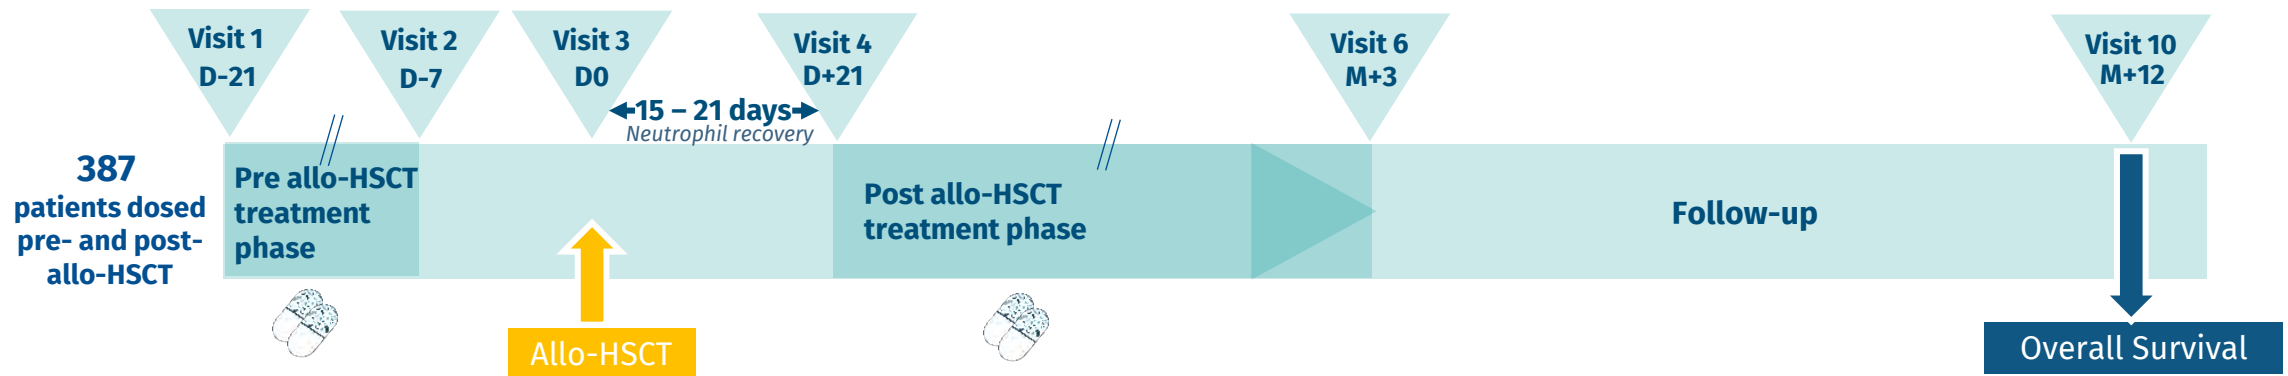 Visit 1
D-21
Visit 2
D-7
Visit 3
D0
Visit 4
D+21
Visit 6
M+3
Visit 10
M+12
15 – 21 days
Neutrophil recovery
387
patients dosed
pre- and post-
allo-HSCT
Pre allo-HSCT
treatment
phase
Post allo-HSCT
treatment phase
Follow-up
Allo-HSCT
Overall Survival